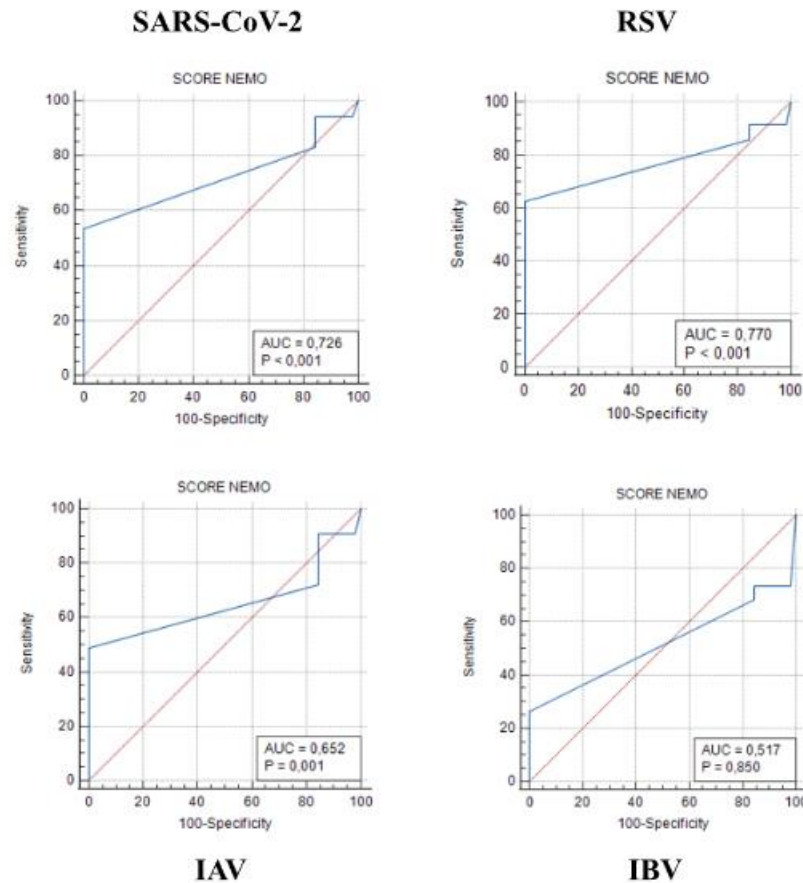 SARS-CoV-2
SCORE NEMO
100
80
60
40
20
0
Sensitivity
AUC = 0,726
P < 0,001
0 20 40 60 80 100
100-Specificity
RSV
SCORE NEMO
100
80
60
40
20
0
Sensitivity
AUC = 0,770
P < 0,001
0 20 40 60 80 100
100-Specificity
SCORE NEMO
100
80
60
40
20
0
Sensitivity
AUC = 0,652
P = 0,001
0 20 40 60 80 100
100-Specificity
IAV
SCORE NEMO
100
80
60
40
20
0
Sensitivity
AUC = 0,517
P = 0,850
0 20 40 60 80 100
100-Specificity
IBV